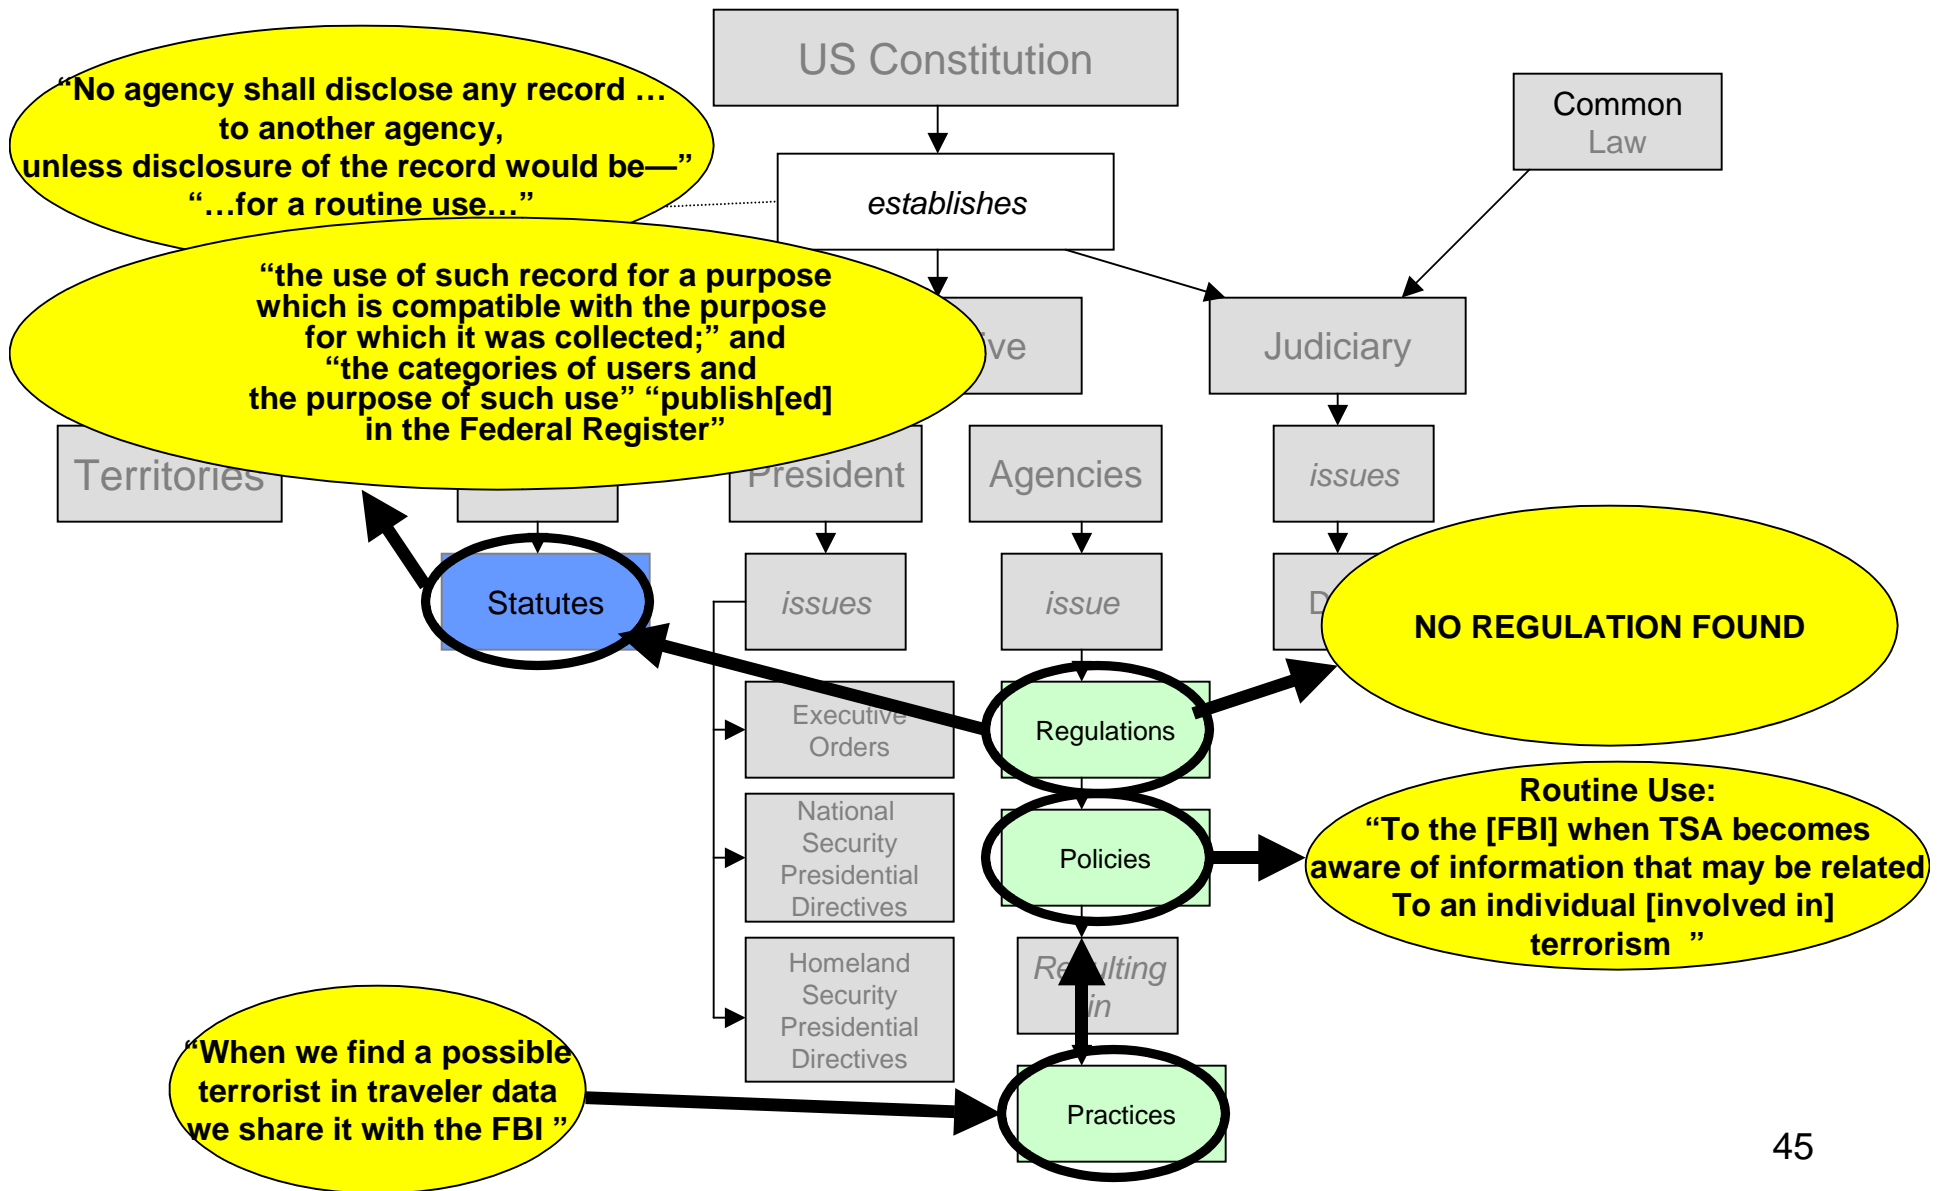 US Constitution
“No agency shall disclose any record …
to another agency,
unless disclosure of the record would be—”
“…for a routine use…”
Common
Law
establishes
“the use of such record for a purpose
which is compatible with the purpose
for which it was collected;” and
“the categories of users and
the purpose of such use” “publish[ed]
in the Federal Register”
ve
Judiciary
Territories
President
Agencies
issues
Statutes
issues
issue
D
NO REGULATION FOUND
Executive
Orders
Regulations
National
Security
Presidential
Directives
Policies
Routine Use:
“To the [FBI] when TSA becomes
aware of information that may be related
To an individual [involved in]
terrorism ”
Homeland
Security
Presidential
Directives
Resulting
in
“When we find a possible
terrorist in traveler data
we share it with the FBI ”
Practices
45